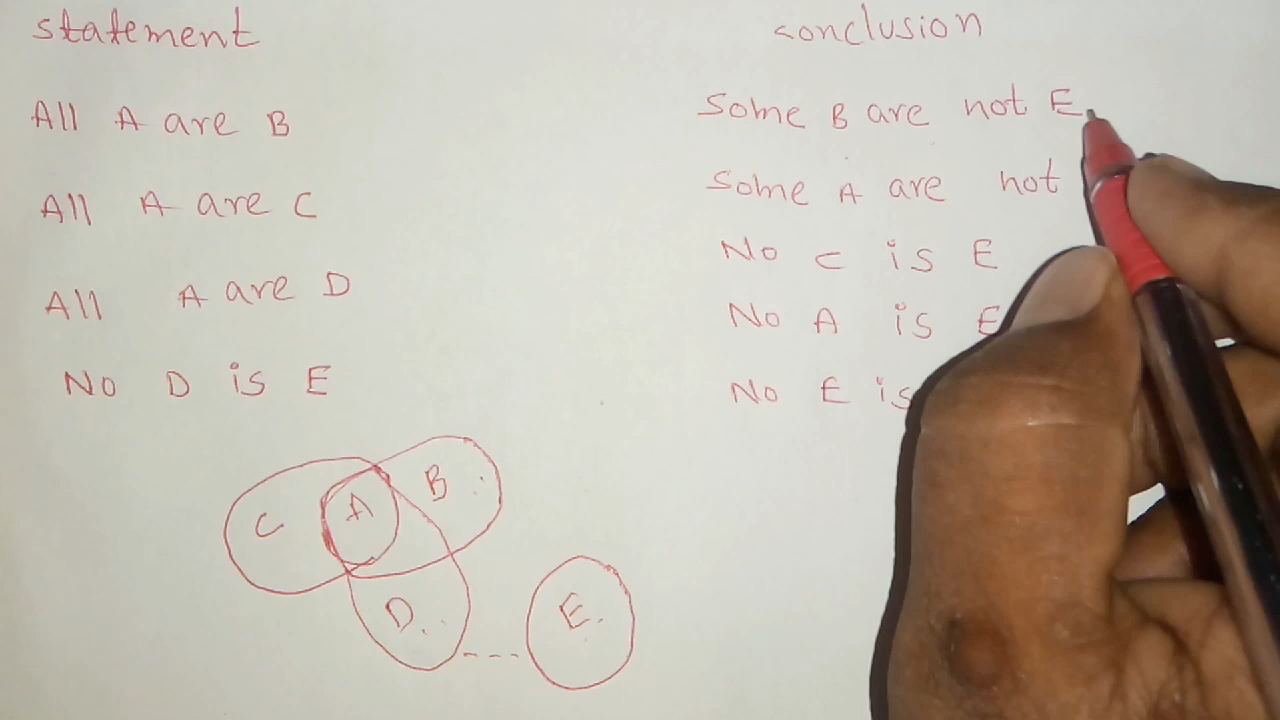 statement
All A are B
All A are C
All A are D
No D is E
conclusion
Some B are not E
Some A are not
No C is E
No A is E
No E is
C A B
D E